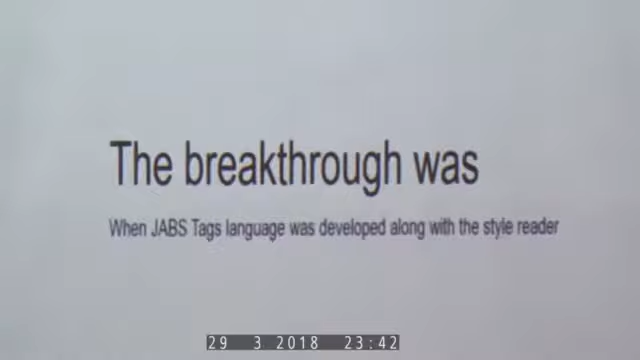 The breakthrough was
When JABS Tags language was developed along with the style reader
29 3 2018 23:42